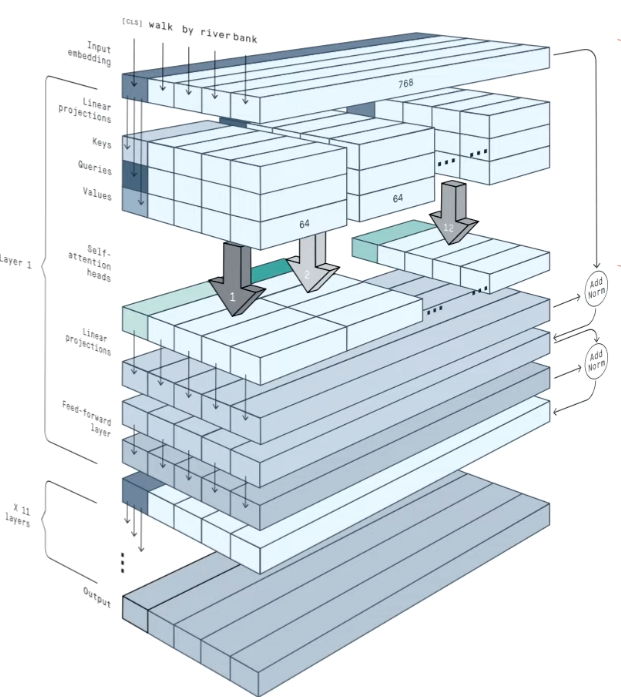 [CLS] walk by river bank
Input
embedding
768
Linear
projections
Keys
Queries
Values
64
64
Layer 1
Self-
attention
heads
1
2
12
Add
Norm
Linear
projections
Add
Norm
Feed-forward
layer
X 11
layers
Output